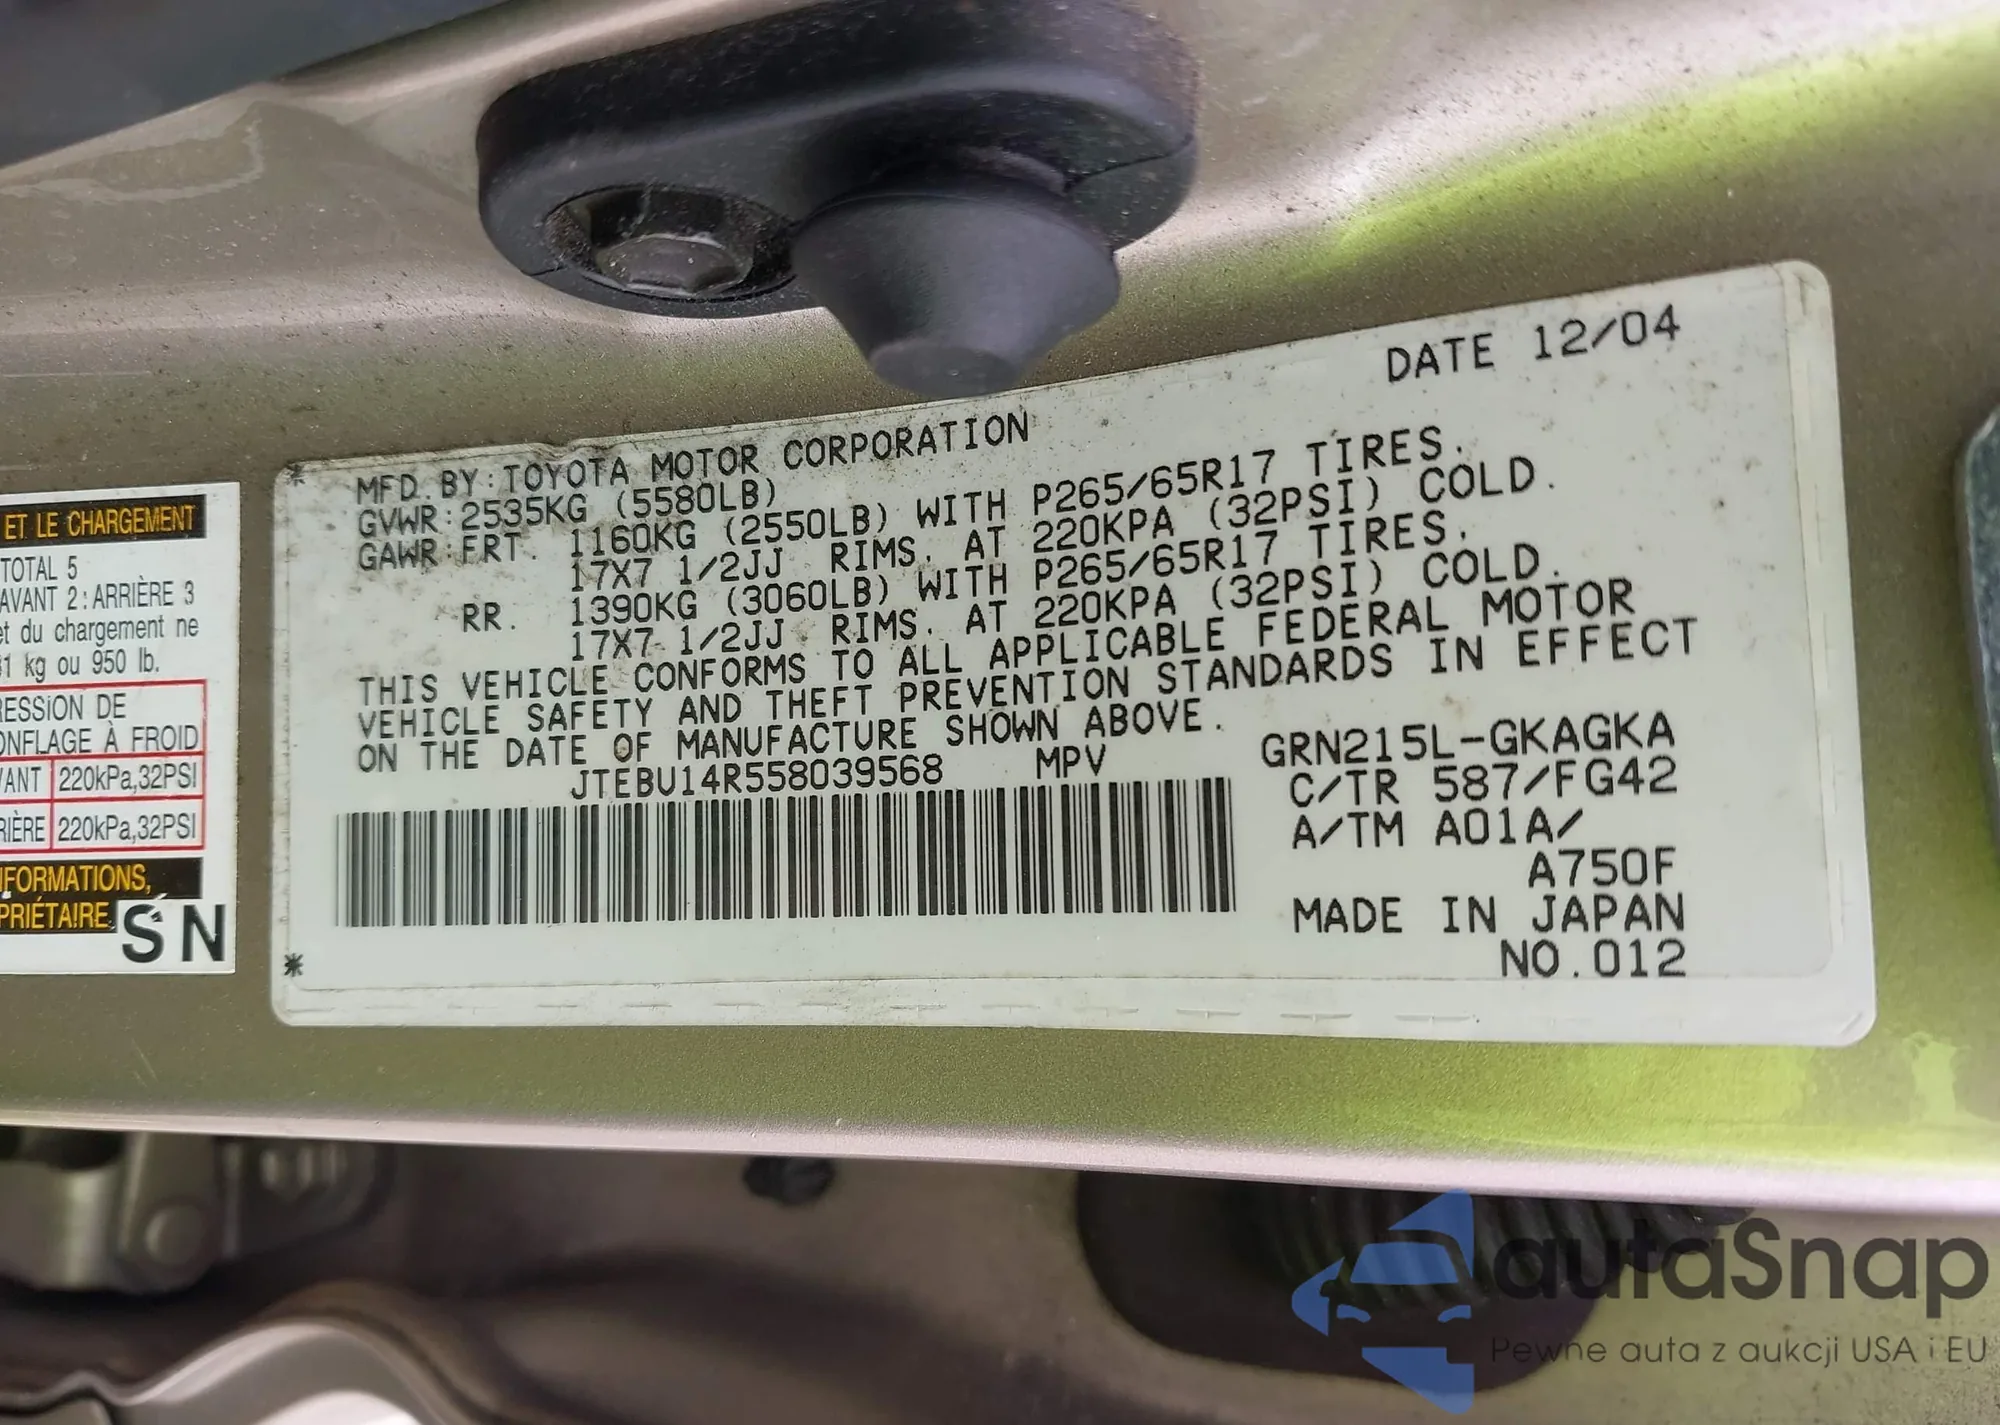 ET LE CHARGEMENT
TOTAL 5
AVANT 2:ARRIÈRE 3
et du chargement ne
kg ou 950 lb.
RESSiON DE
ONFLAGE À FROID
VANT 220kPa,32PSI
RIÈRE 220kPa,32PSI
NFORMATIONS,
PRIÉTAIRE.
S N
DATE 12/04
MFD. BY: TOYOTA MOTOR CORPORATION
GVWR: 2535KG (5580LB)
GAWR: FRT. 1160KG (2550LB) WITH P265/65R17 TIRES.
17X7 1/2JJ RIMS. AT 220KPA (32PSI) COLD.
RR. 1390KG (3060LB) WITH P265/65R17 TIRES.
17X7 1/2JJ RIMS. AT 220KPA (32PSI) COLD.
THIS VEHICLE CONFORMS TO ALL APPLICABLE FEDERAL MOTOR
VEHICLE SAFETY AND THEFT PREVENTION STANDARDS IN EFFECT
ON THE DATE OF MANUFACTURE SHOWN ABOVE.
JTEBU14R558039568 MPV
GRN215L-GKAGKA
C/TR 587/FG42
A/TM A01A/
A750F
MADE IN JAPAN
NO.012
autaSnap
Pewne auta z aukcji USA i EU